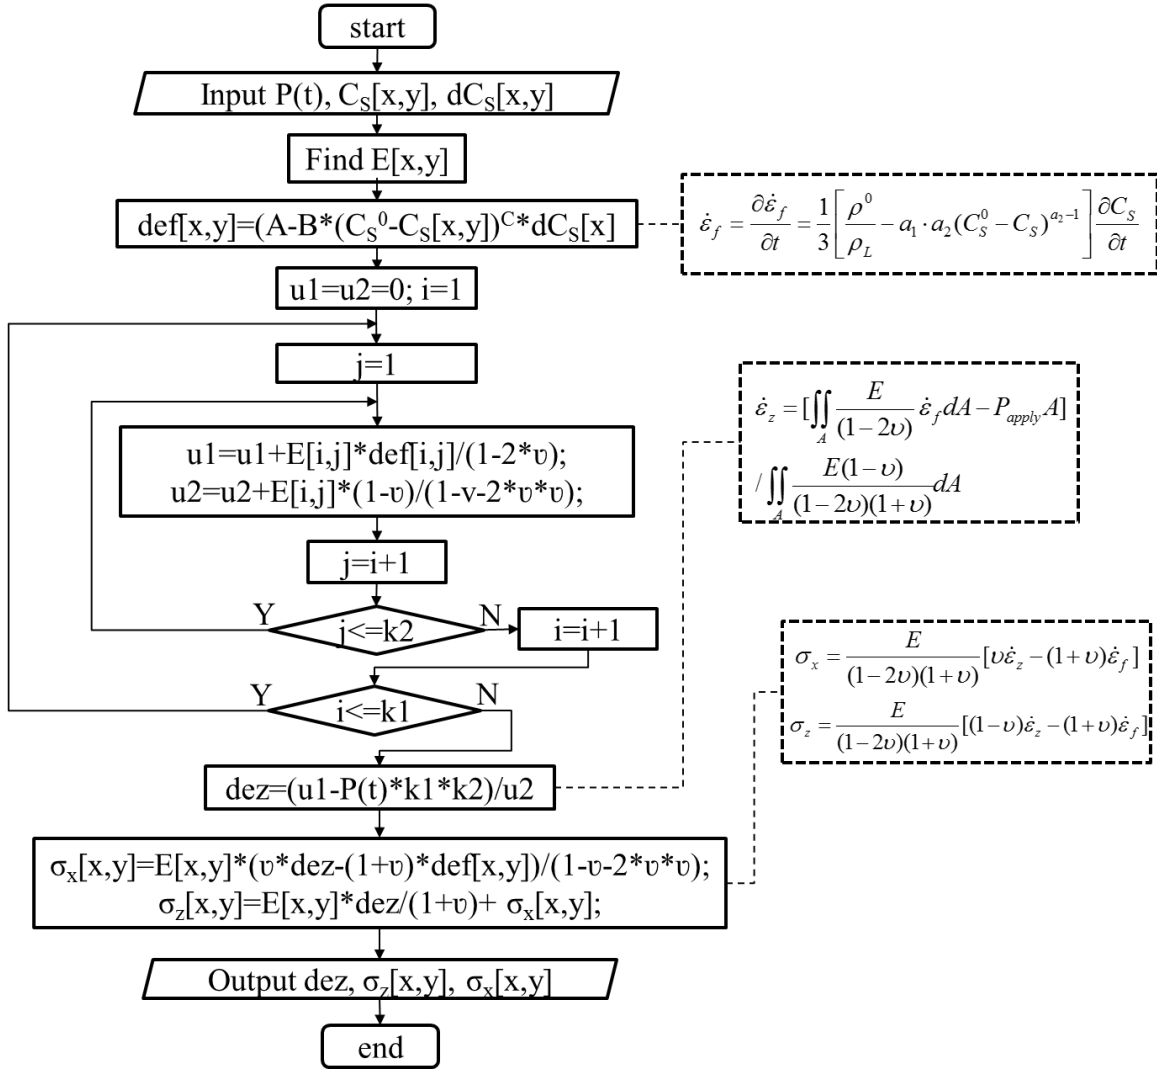 start
Input P(t), C_S[x,y], dC_S[x,y]
Find E[x,y]
def[x,y]=(A-B*(C_S^0-C_S[x,y])^C*dC_S[x]
ε̇_f = ∂ε̇_f/∂t = 1/3[ρ^0/ρ_L − a_1·a_2(C_S^0 − C_S)^{a_2−1}] ∂C_S/∂t
u1=u2=0; i=1
j=1
u1=u1+E[i,j]*def[i,j]/(1-2*υ);
u2=u2+E[i,j]*(1-υ)/(1-v-2*υ*υ);
ε̇_z = [∬_A E/(1−2υ) ε̇_f dA − P_apply A]
/ ∬_A E(1−υ)/((1−2υ)(1+υ)) dA
j=i+1
Y
j<=k2
N
i=i+1
Y
i<=k1
N
σ_x = E/((1−2υ)(1+υ)) [υε̇_z − (1+υ)ε̇_f]
σ_z = E/((1−2υ)(1+υ)) [(1−υ)ε̇_z − (1+υ)ε̇_f]
dez=(u1-P(t)*k1*k2)/u2
σ_x[x,y]=E[x,y]*(υ*dez-(1+υ)*def[x,y])/(1-υ-2*υ*υ);
σ_z[x,y]=E[x,y]*dez/(1+υ)+ σ_x[x,y];
Output dez, σ_z[x,y], σ_x[x,y]
end